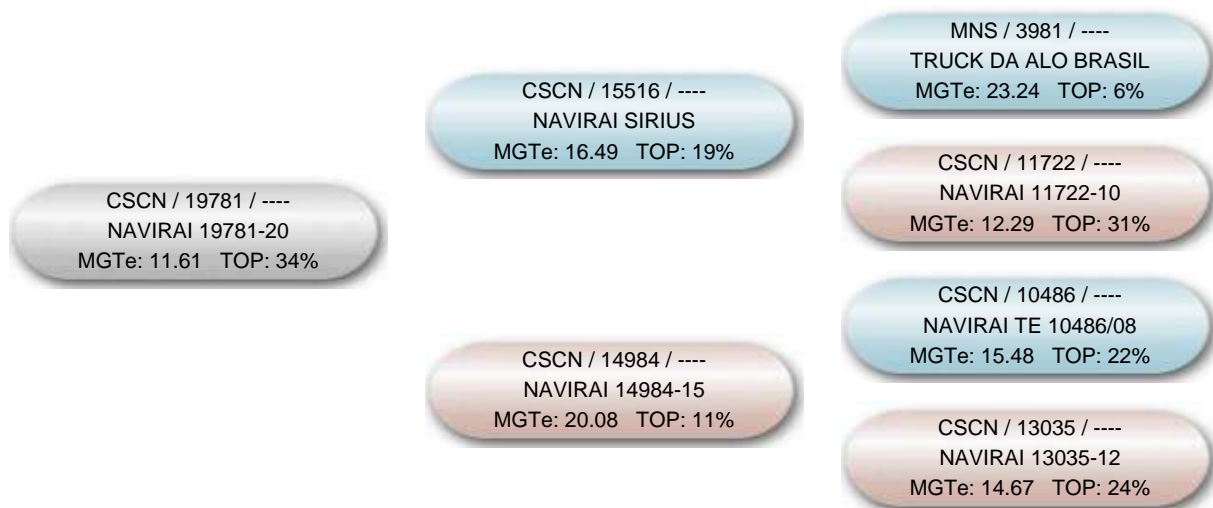 CSCN / 19781 / ----
NAVIRAI 19781-20
MGTe: 11.61 TOP: 34%
CSCN / 15516 / ----
NAVIRAI SIRIUS
MGTe: 16.49 TOP: 19%
CSCN / 14984 / ----
NAVIRAI 14984-15
MGTe: 20.08 TOP: 11%
MNS / 3981 / ----
TRUCK DA ALO BRASIL
MGTe: 23.24 TOP: 6%
CSCN / 11722 / ----
NAVIRAI 11722-10
MGTe: 12.29 TOP: 31%
CSCN / 10486 / ----
NAVIRAI TE 10486/08
MGTe: 15.48 TOP: 22%
CSCN / 13035 / ----
NAVIRAI 13035-12
MGTe: 14.67 TOP: 24%